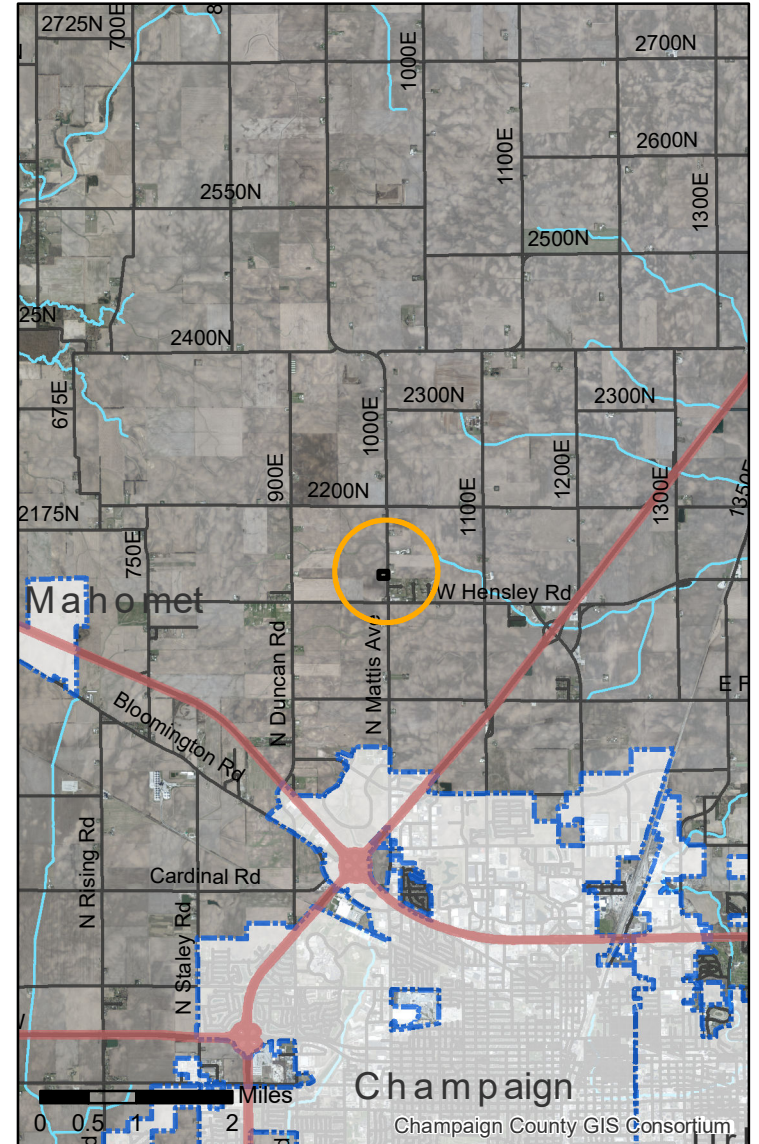 2725N
700E
1000E
2700N
1100E
2600N
2550N
1300E
2500N
25N
2400N
675E
2300N
2300N
1000E
900E
2200N
1100E
1200E
1300E
1350E
2175N
750E
Mahomet
W Hensley Rd
N Duncan Rd
N Mattis Ave
E F
Bloomington Rd
N Rising Rd
Cardinal Rd
N Staley Rd
Miles
0 0.5 1 2
Champaign
Champaign County GIS Consortium